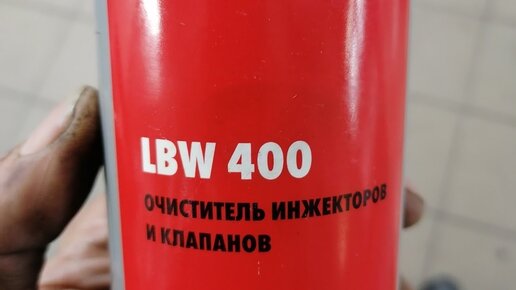 LBW 400
ОЧИСТИТЕЛЬ ИНЖЕКТОРОВ
И КЛАПАНОВ